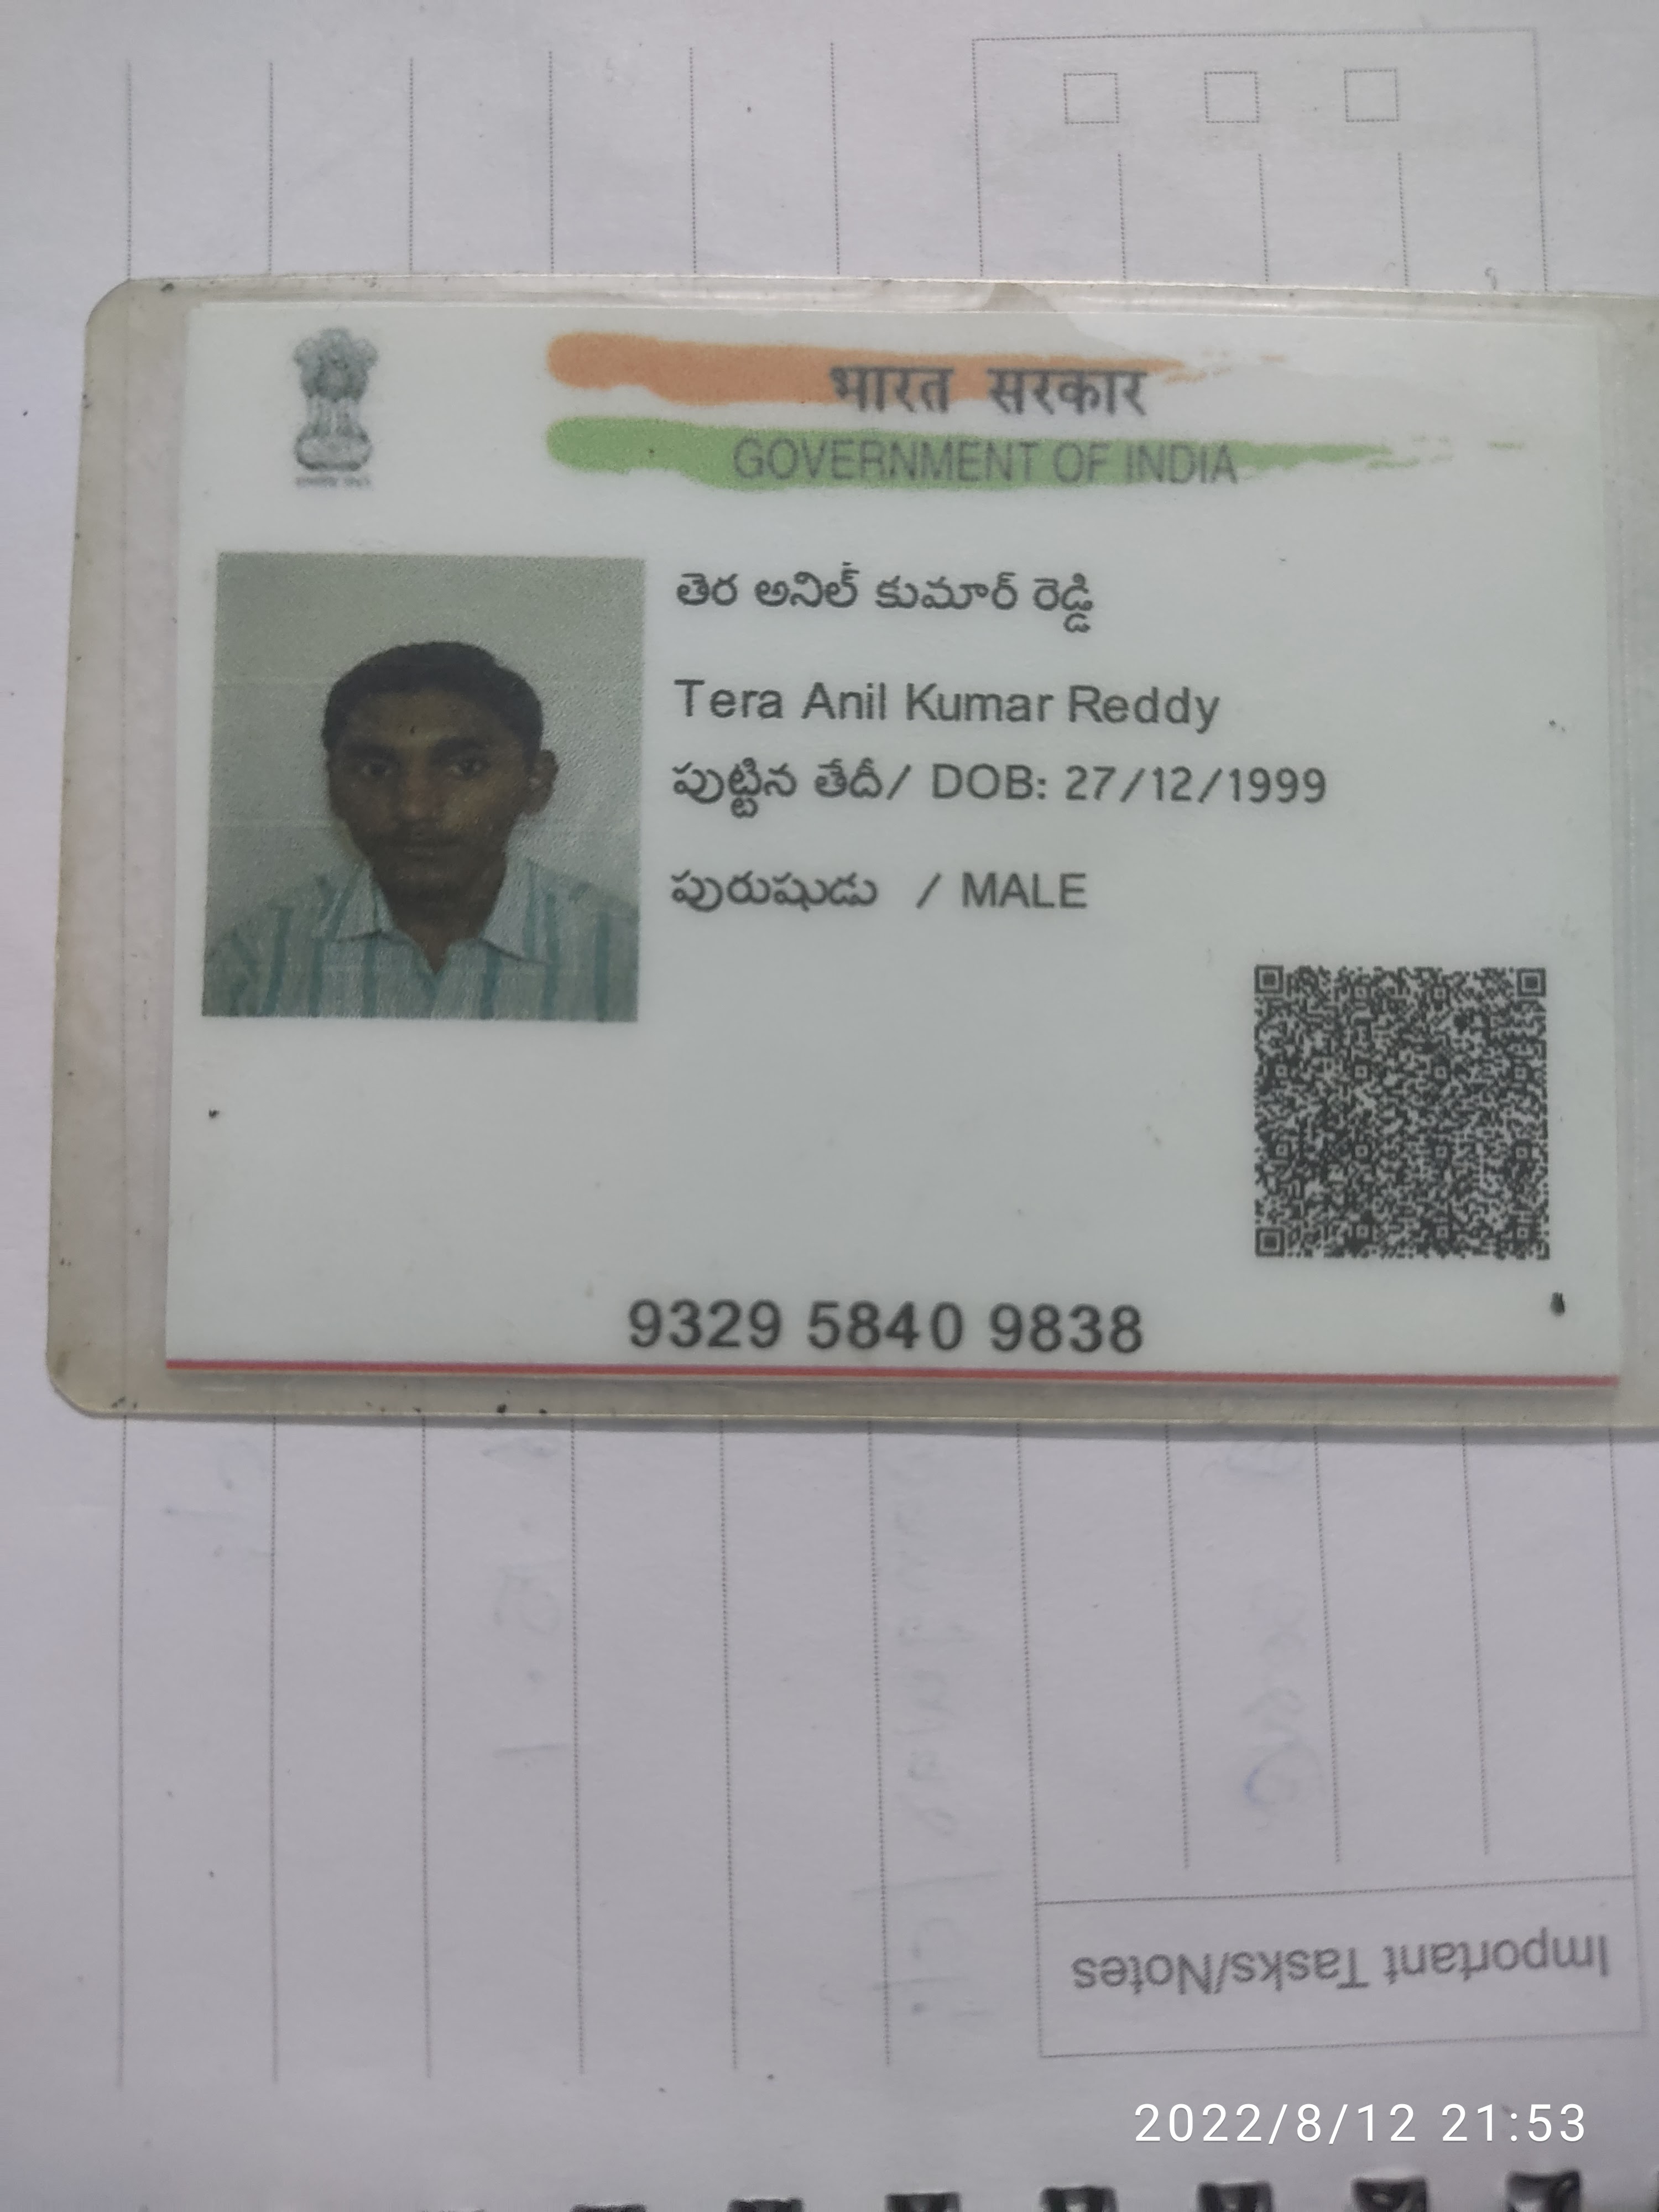 भारत सरकार
GOVERNMENT OF INDIA
తెర అనిల్ కుమార్ రెడ్డి
Tera Anil Kumar Reddy
పుట్టిన తేదీ/ DOB: 27/12/1999
పురుషుడు / MALE
9329 5840 9838
Important Tasks/Notes
2022/8/12 21:53